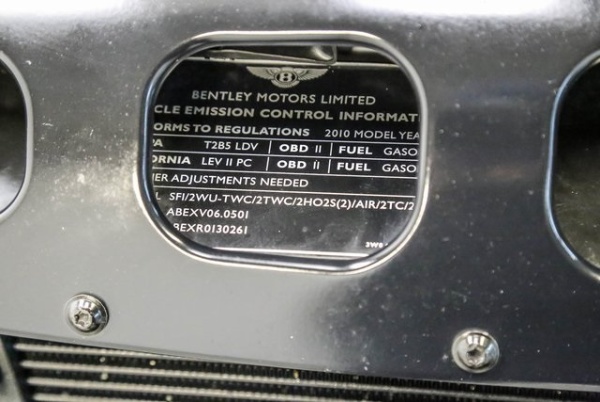 B
BENTLEY MOTORS LIMITED
CLE EMISSION CONTROL INFORMAT
ORMS TO REGULATIONS 2010 MODEL YEA
A T2B5 LDV OBD II FUEL GASO
ORNIA LEV II PC OBD II FUEL GASO
ER ADJUSTMENTS NEEDED
L SFI/2WU-TWC/2TWC/2HO2S(2)/AIR/2TC/2
ABEXV06.0501
BEXR0130261